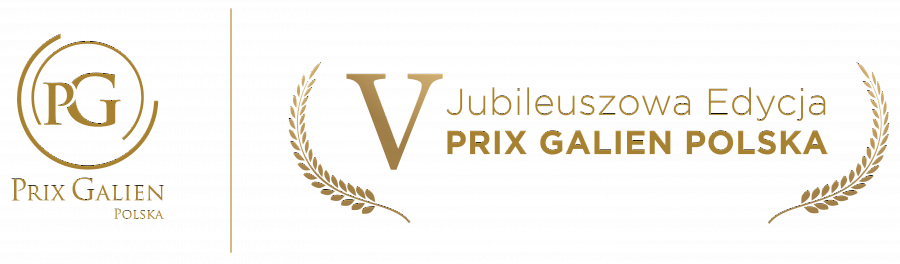 PG
PRIX GALIEN
POLSKA
V
Jubileuszowa Edycja
PRIX GALIEN POLSKA